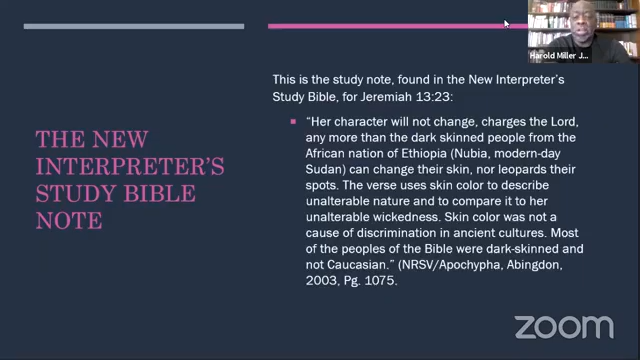 Harold Miller J...
This is the study note, found in the New Interpreter's
Study Bible, for Jeremiah 13:23:
THE NEW
INTERPRETER'S
STUDY BIBLE
NOTE
"Her character will not change, charges the Lord,
any more than the dark skinned people from the
African nation of Ethiopia (Nubia, modern-day
Sudan) can change their skin, nor leopards their
spots. The verse uses skin color to describe
unalterable nature and to compare it to her
unalterable wickedness. Skin color was not a
cause of discrimination in ancient cultures. Most
of the peoples of the Bible were dark-skinned and
not Caucasian." (NRSV/Apochypha, Abingdon,
2003, Pg. 1075.
zoom